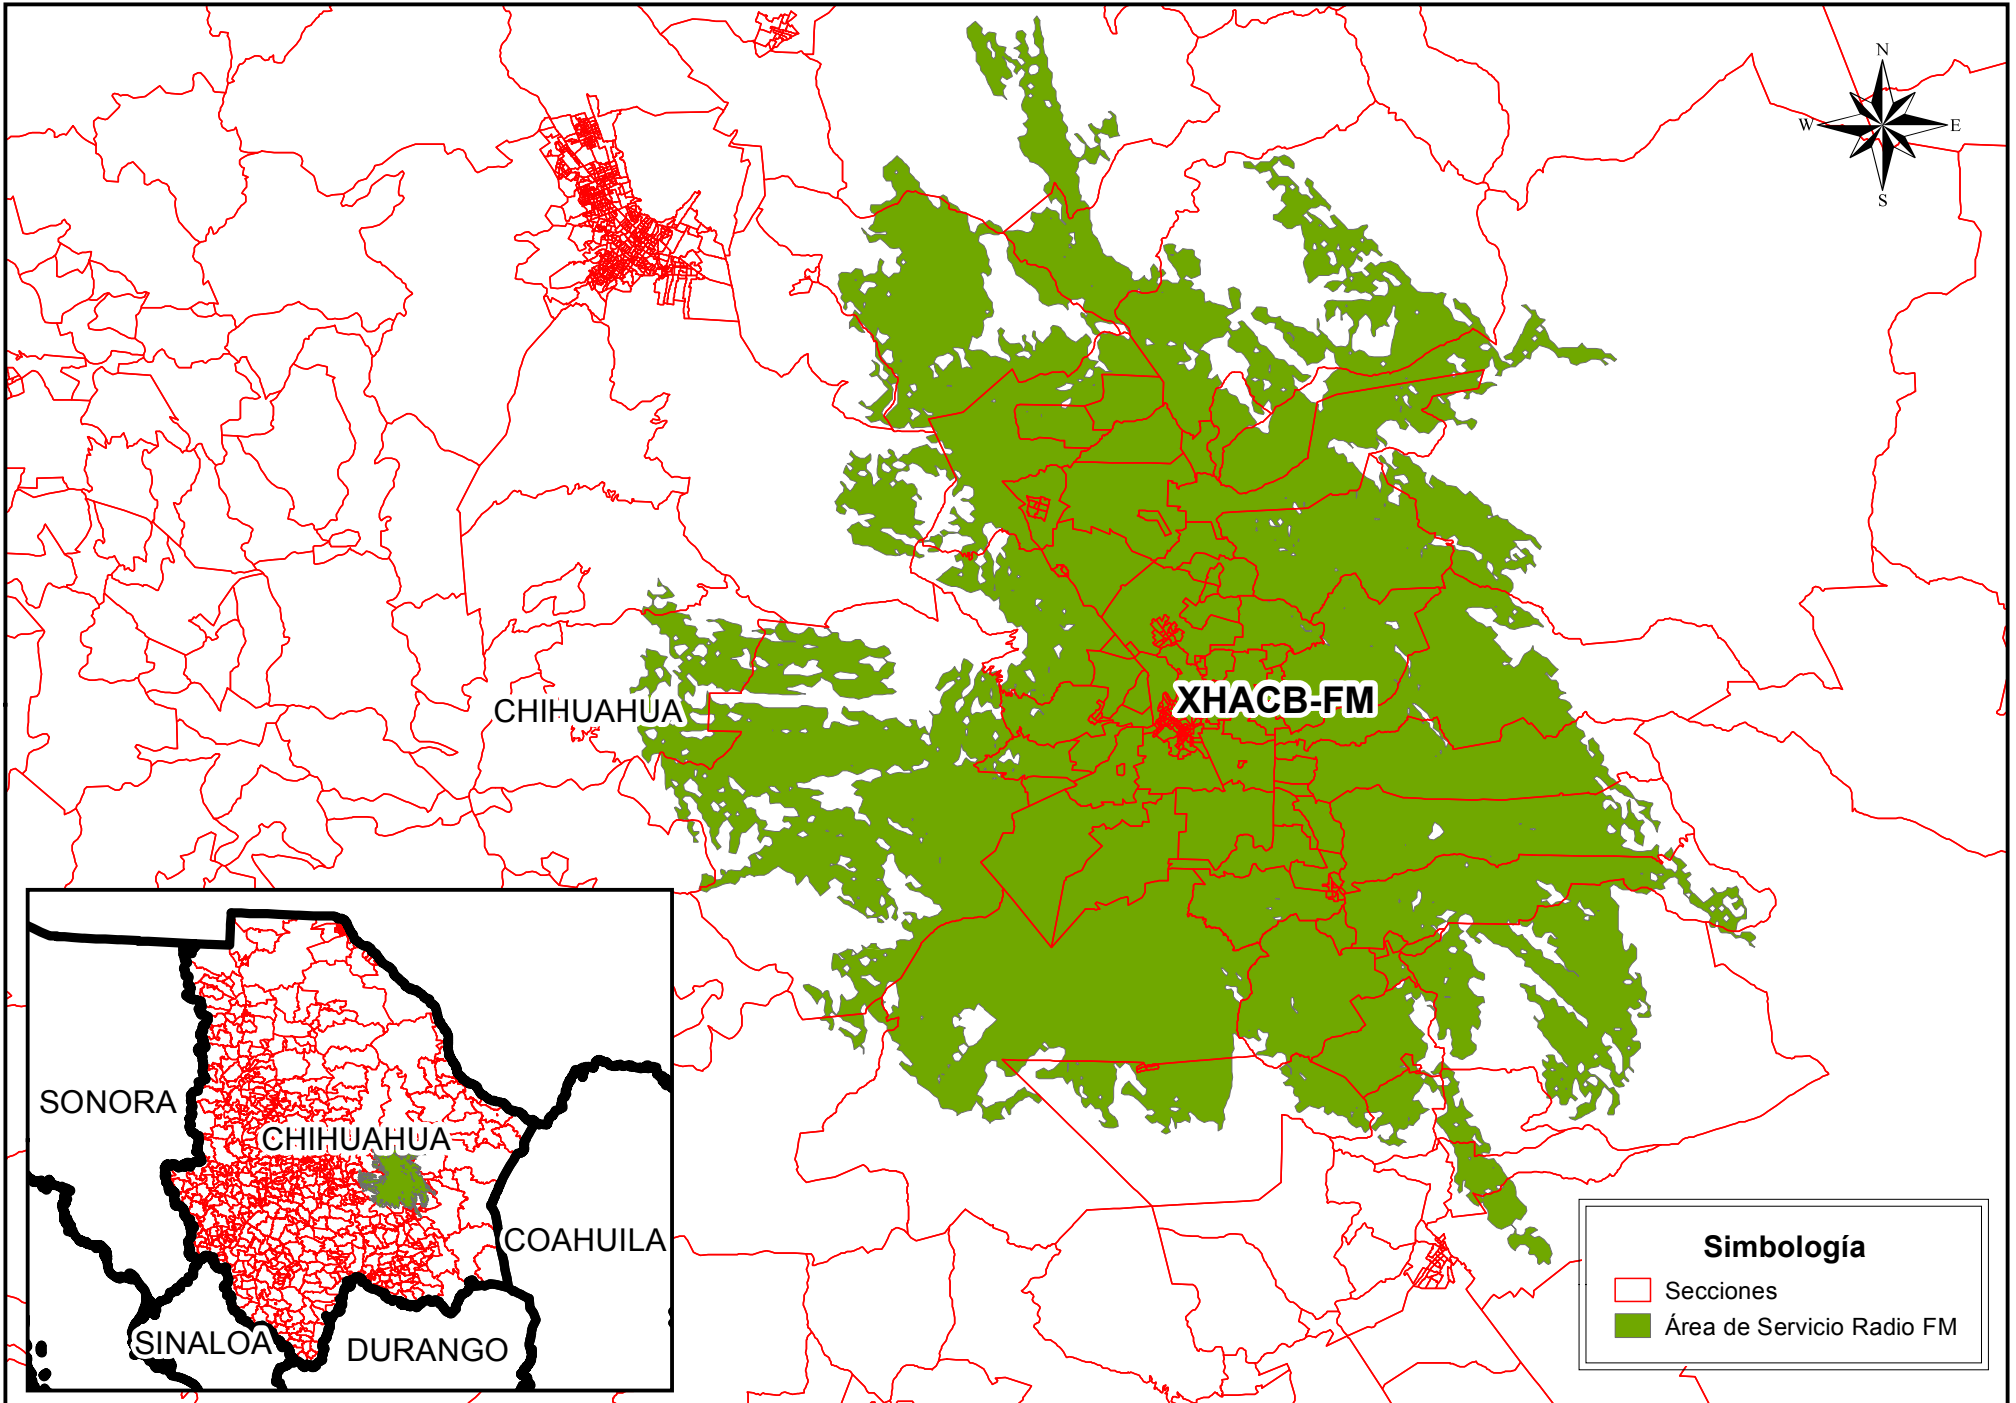 N
W E
S
CHIHUAHUA
XHACB-FM
SONORA
CHIHUAHUA
COAHUILA
SINALOA
DURANGO
Simbología
Secciones
Área de Servicio Radio FM